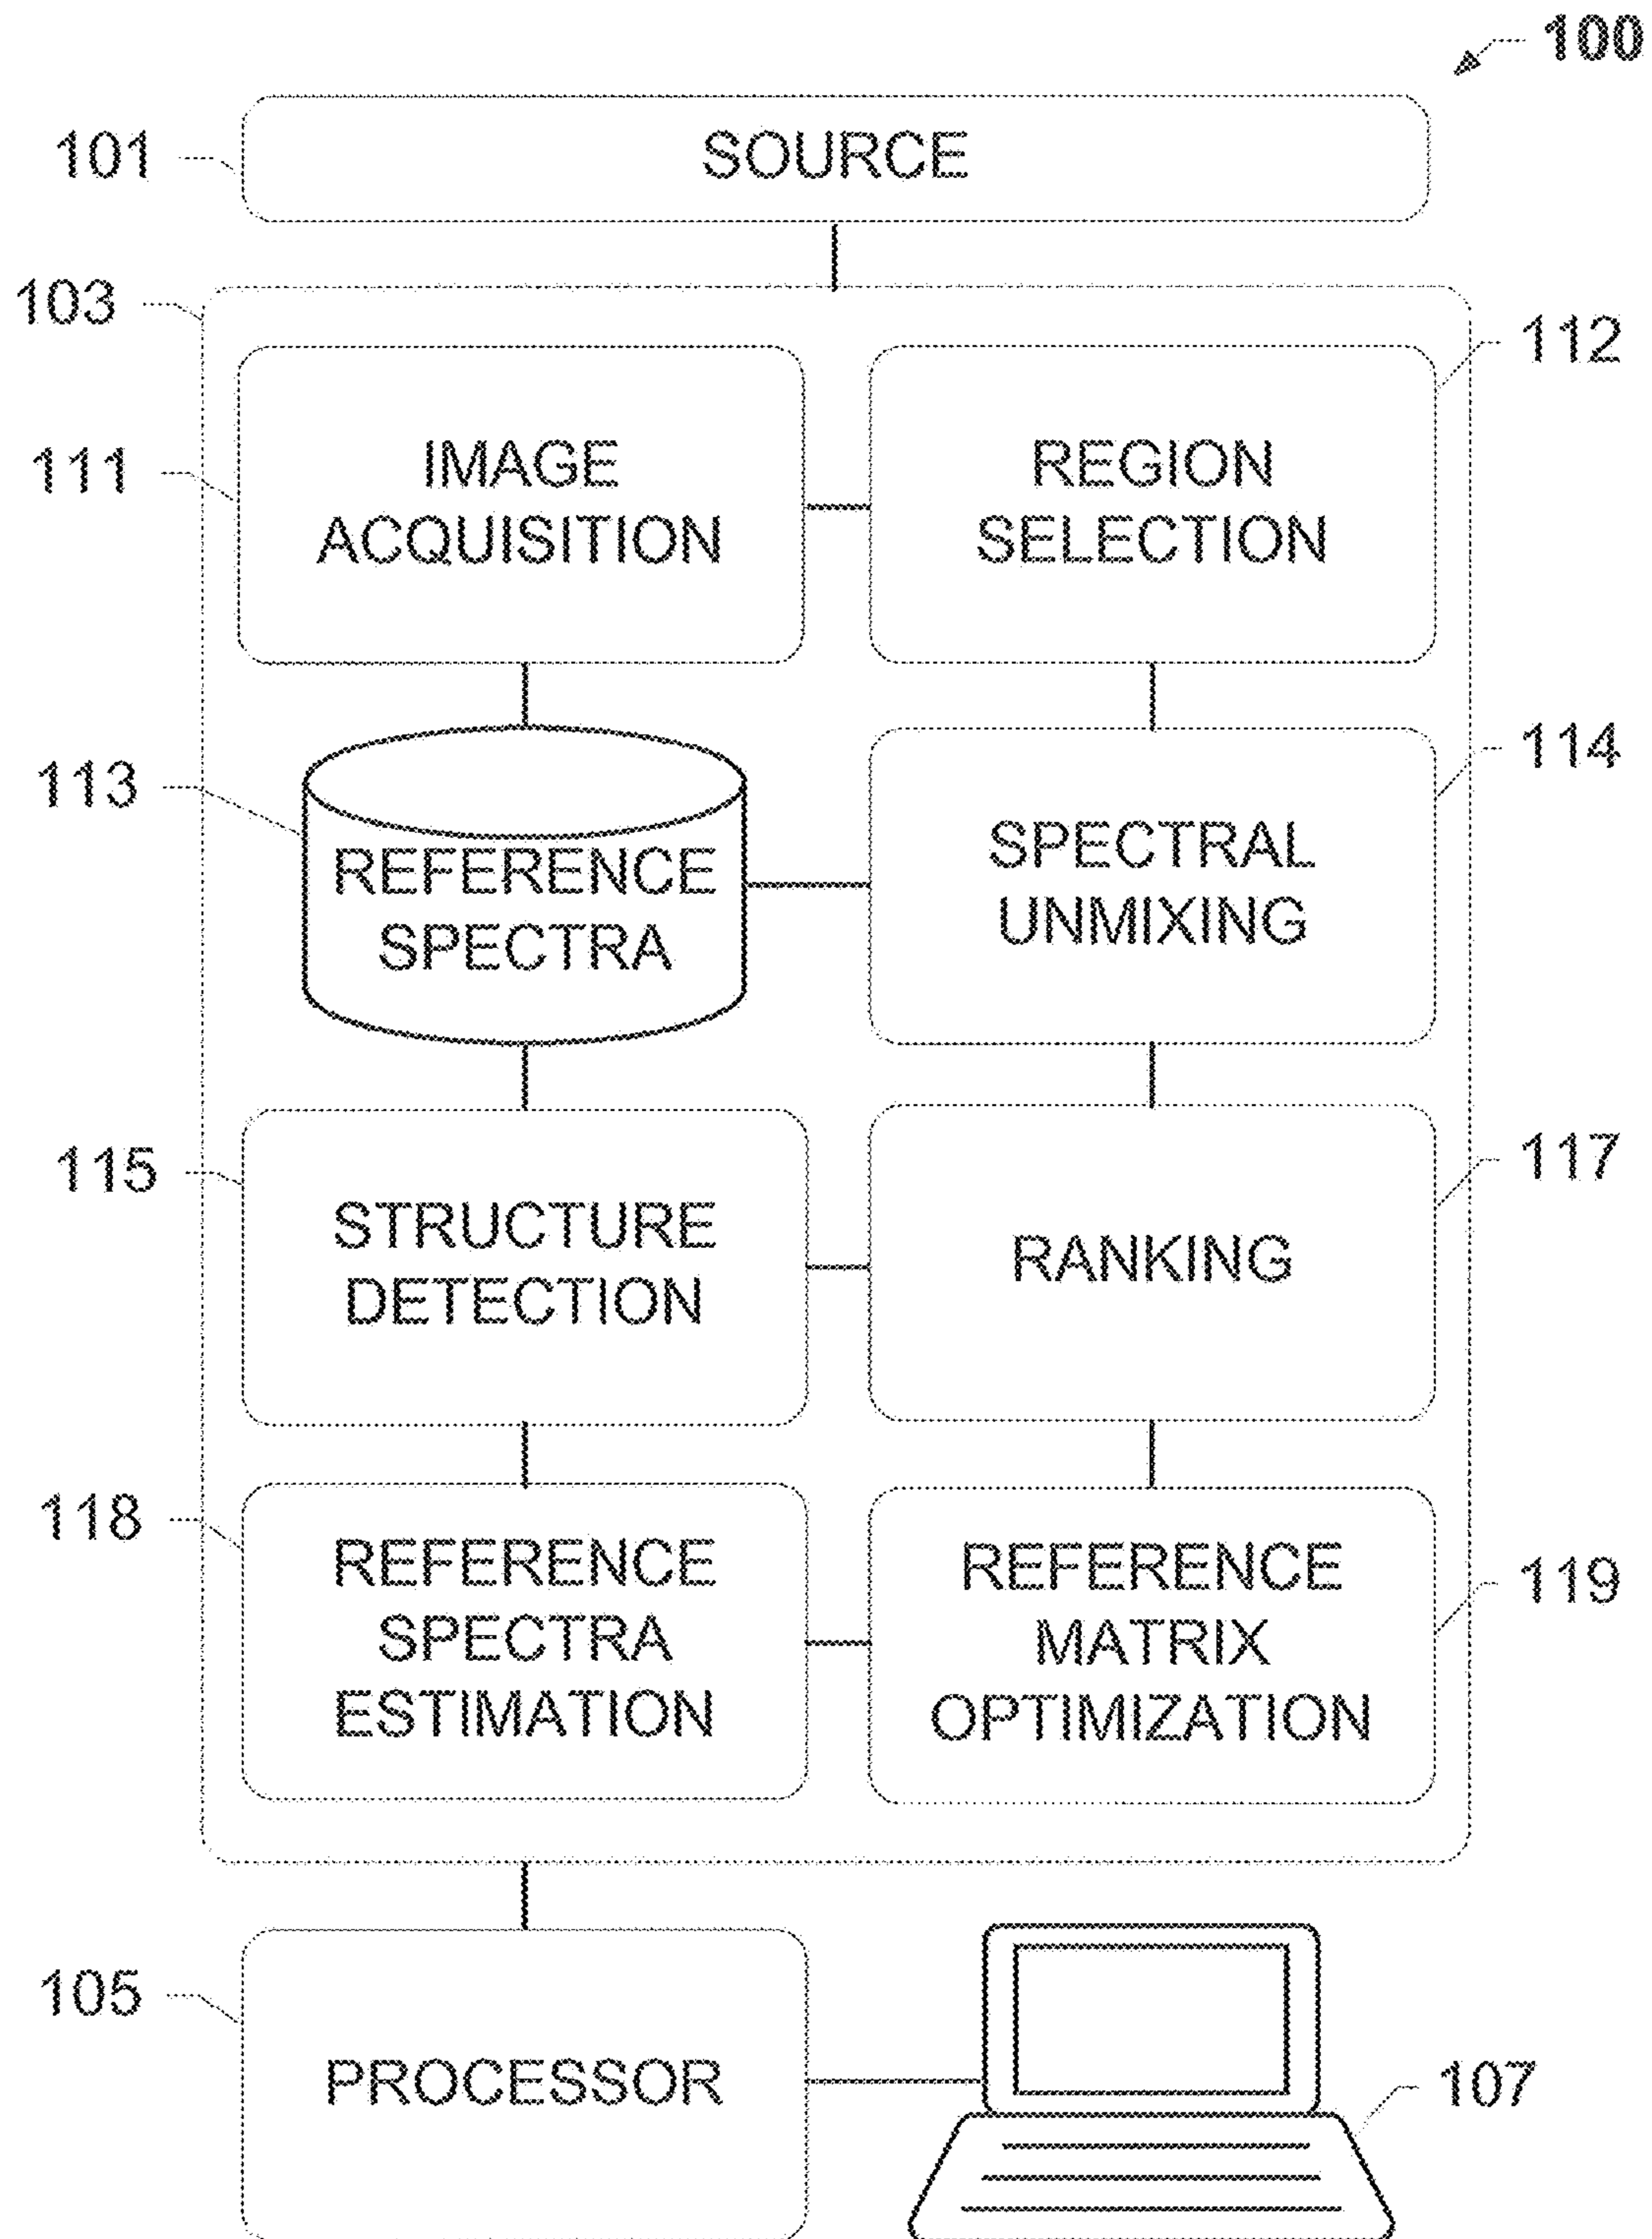 100
101
SOURCE
103
112
111
IMAGE
ACQUISITION
REGION
SELECTION
113
REFERENCE
SPECTRA
114
SPECTRAL
UNMIXING
115
STRUCTURE
DETECTION
117
RANKING
118
REFERENCE
SPECTRA
ESTIMATION
REFERENCE
MATRIX
OPTIMIZATION
119
105
PROCESSOR
107